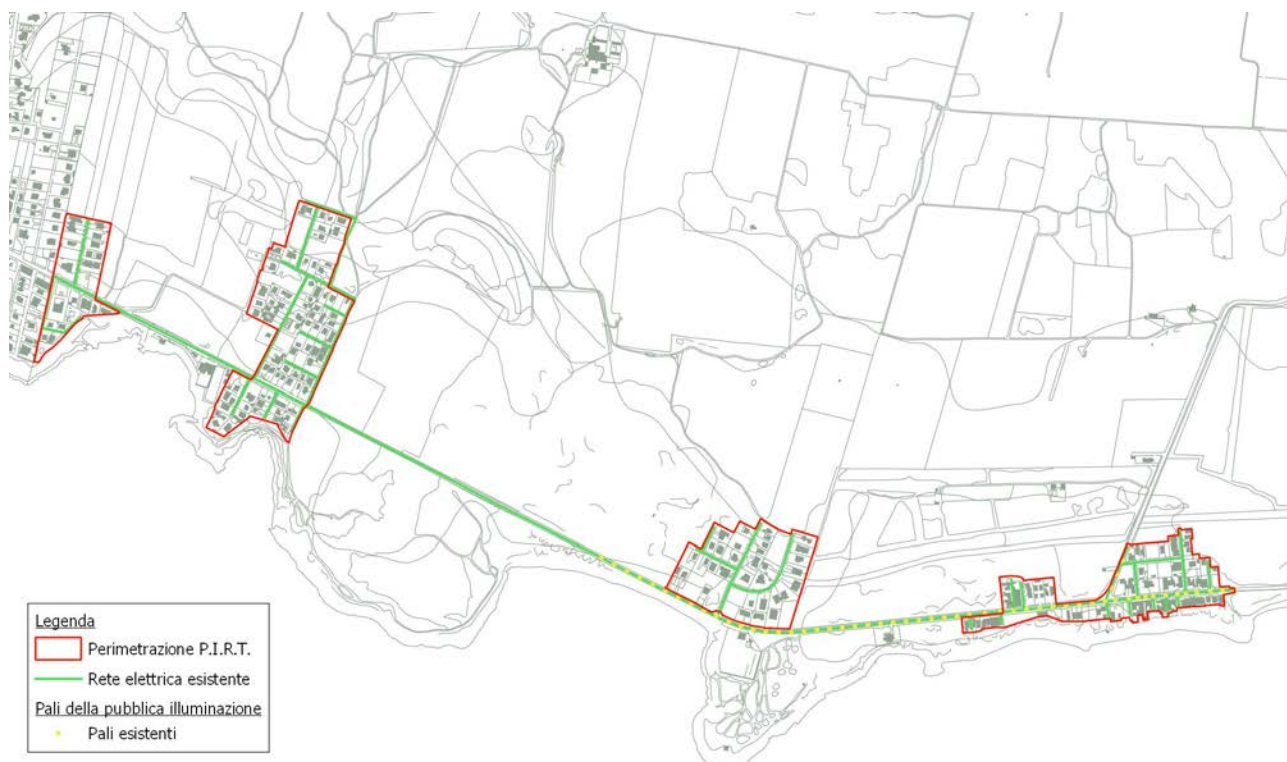 Legenda
Perimetrazione P.I.R.T.
Rete elettrica esistente
Pali della pubblica illuminazione
Pali esistenti